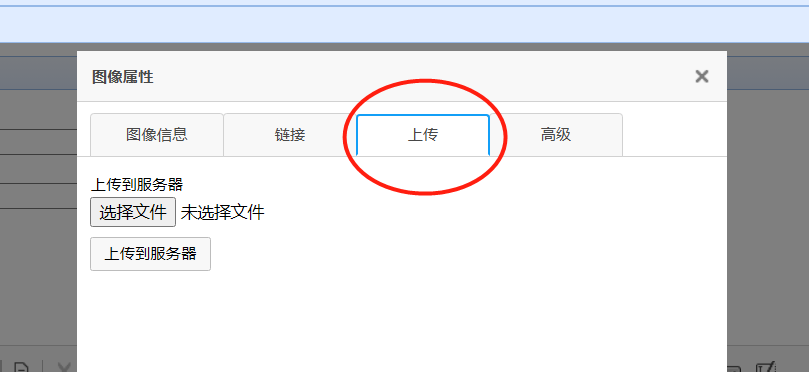 图像属性
图像信息 链接 上传 高级
上传到服务器
选择文件 未选择文件
上传到服务器